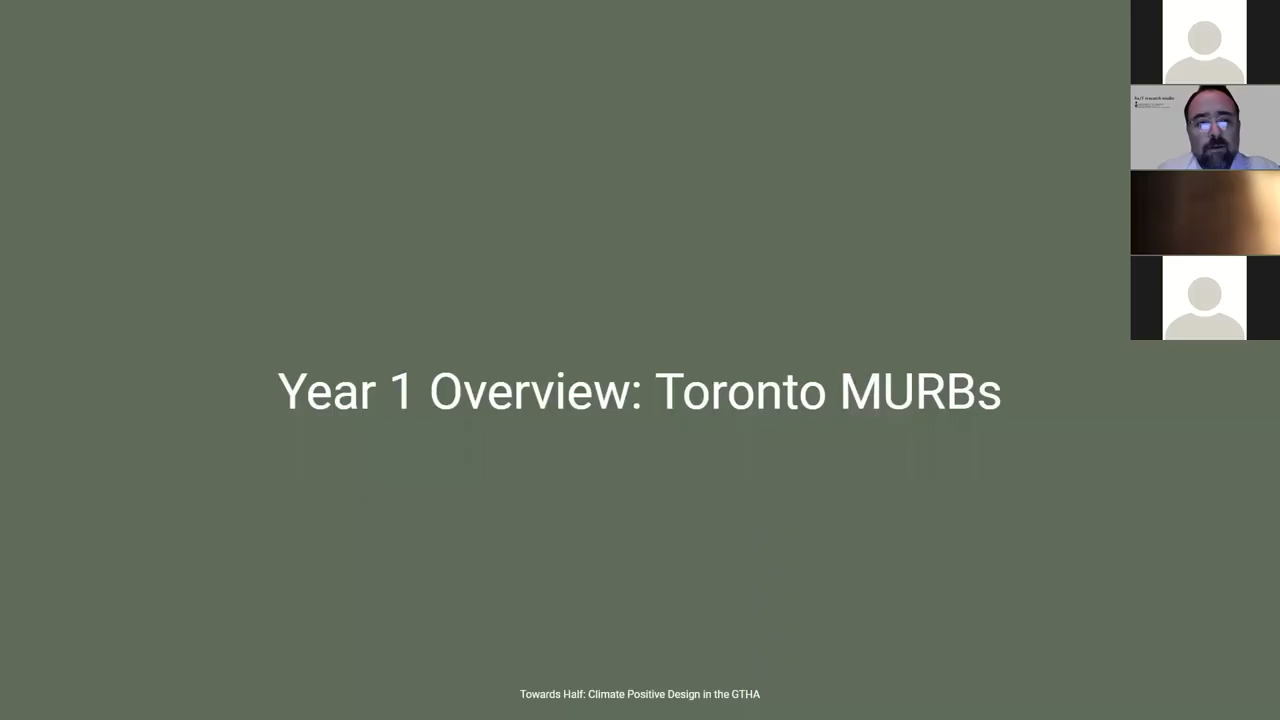 Year 1 Overview: Toronto MURBs
Towards Half: Climate Positive Design in the GTHA